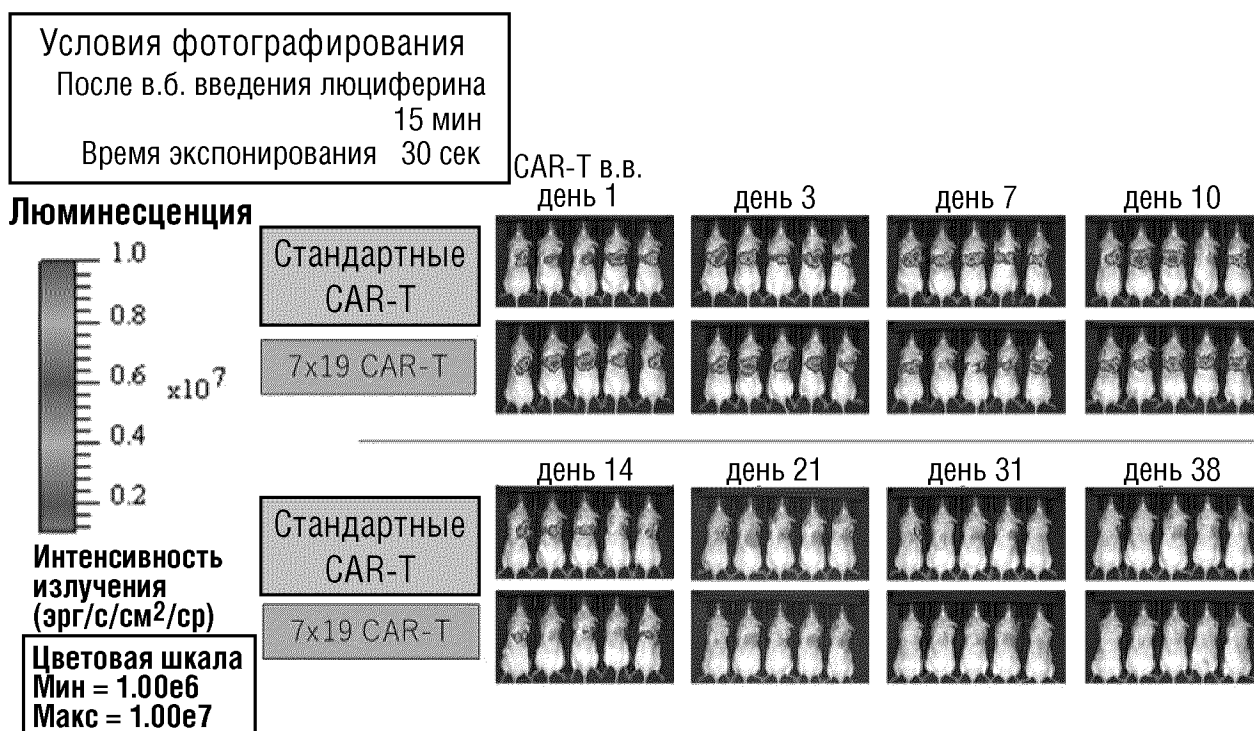 Условия фотографирования
После в.б. введения люциферина
15 мин
Время экспонирования 30 сек
CAR-T в.в.
день 1 день 3 день 7 день 10
Люминесценция
1.0
0.8
0.6
x10⁷
0.4
0.2
Стандартные
CAR-T
7x19 CAR-T
день 14 день 21 день 31 день 38
Стандартные
CAR-T
7x19 CAR-T
Интенсивность
излучения
(эрг/с/см²/ср)
Цветовая шкала
Мин = 1.00e6
Макс = 1.00e7